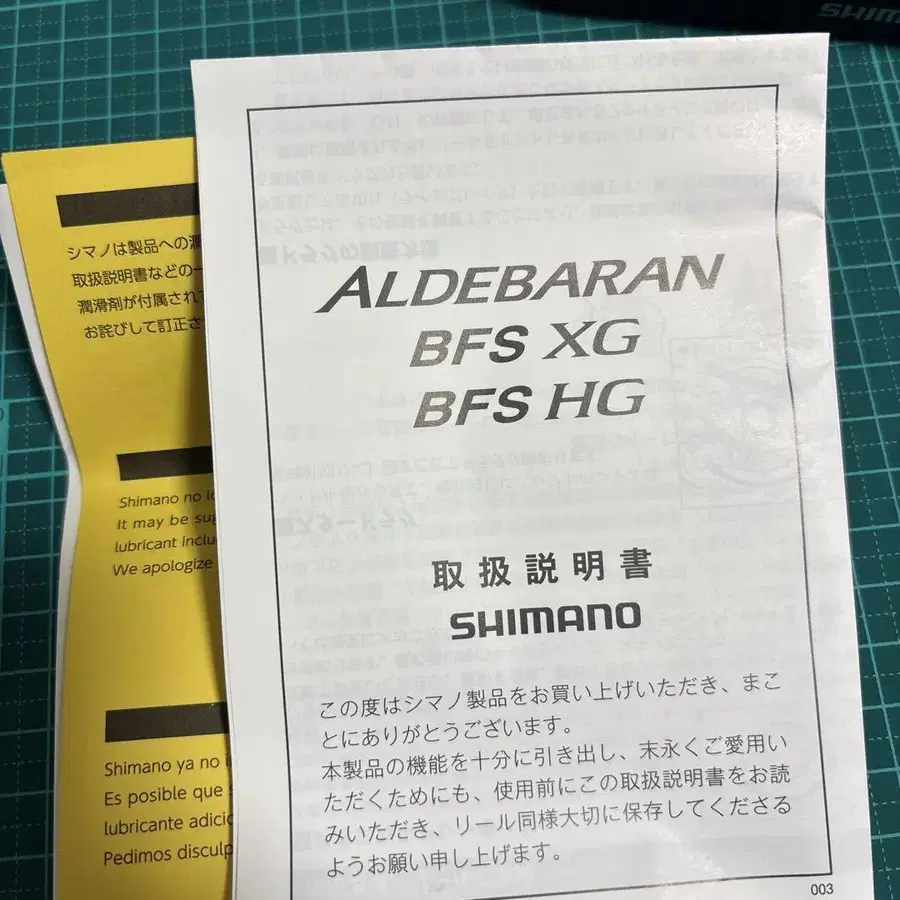 SHIM
シマノは製品への潤
取扱説明書などの一
潤滑剤が付属されて
お詫びして訂正さ
Shimano no lo
It may be sug
lubricant inclu
We apologize
Shimano ya no i
Es posible que s
lubricante adicio
Pedimos disculp
ALDEBARAN
BFS XG
BFS HG
取扱説明書
SHIMANO
この度はシマノ製品をお買い上げいただき、まこ
とにありがとうございます。
本製品の機能を十分に引き出し、末永くご愛用い
ただくためにも、使用前にこの取扱説明書をお読
みいただき、リール同様大切に保存してくださる
ようお願い申し上げます。
003